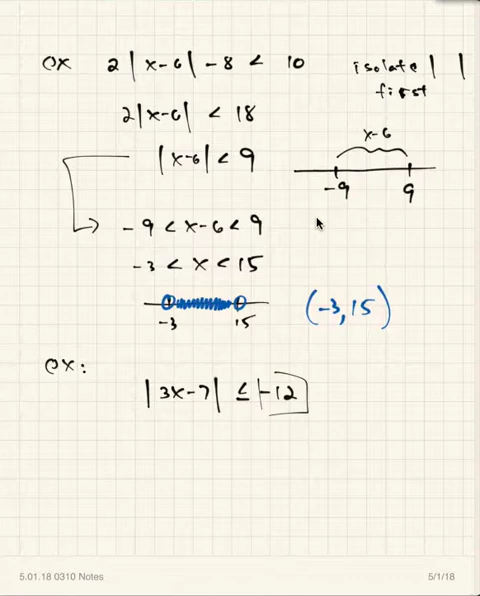 ex 2|x-6|-8 < 10 isolate | | first
2|x-6| < 18
|x-6| < 9
x-6
-9 9
-9 < x-6 < 9
-3 < x < 15
-3 15 (-3, 15)
ex:
|3x-7| ≤ -12
5.01.18 0310 Notes 5/1/18